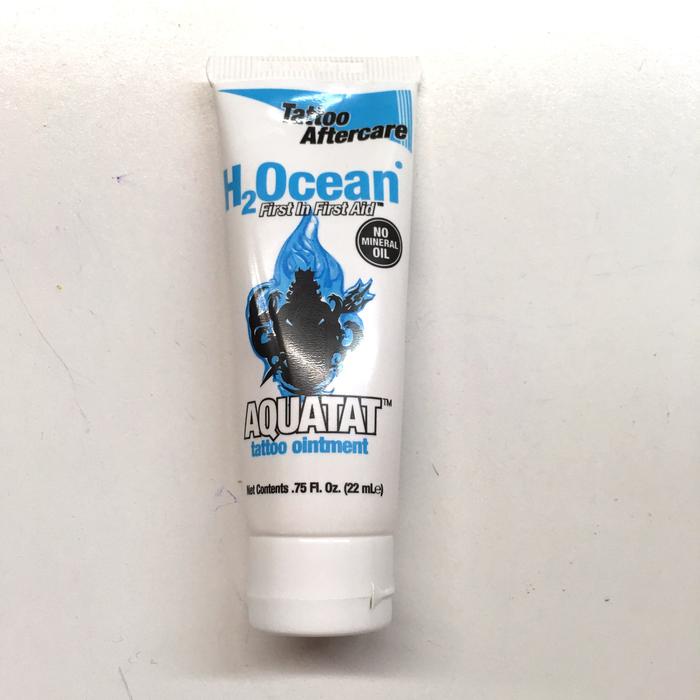 Tattoo
Aftercare
H₂Ocean®
First In First Aid™
NO
MINERAL
OIL
AQUATAT™
tattoo ointment
Net Contents .75 Fl. Oz. (22 mL℮)